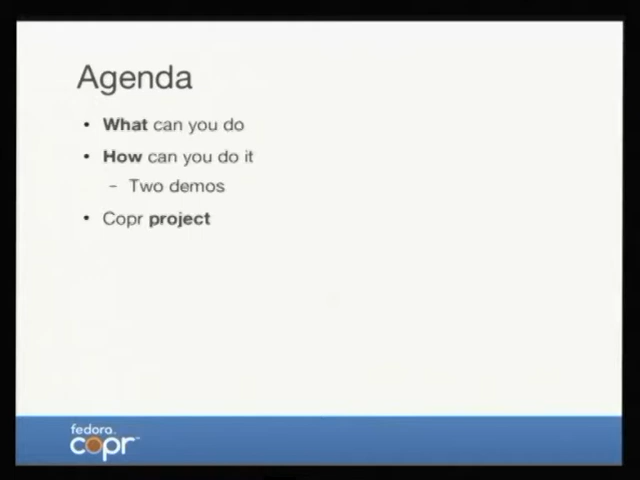 Agenda
• What can you do
• How can you do it
– Two demos
• Copr project
fedora
copr